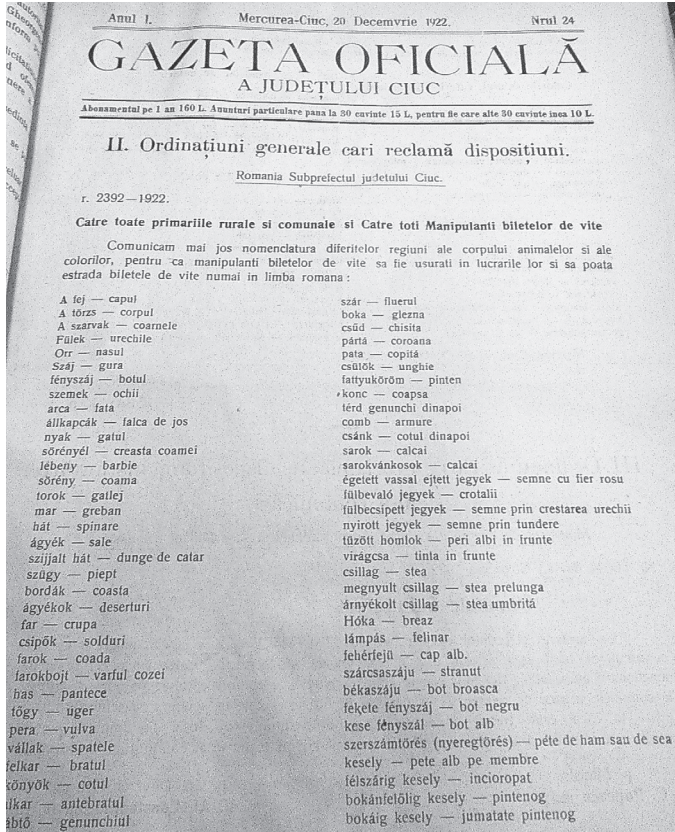 Anul I.
Mercurea-Ciuc, 20 Decemvrie 1922.
Nrul 24
GAZETA OFICIALĂ
A JUDEȚULUI CIUC
Abonamentul pe 1 an 160 L. Anunturi particulare pana la 30 cuvinte 15 L, pentru fie care alte 30 cuvinte inca 10 L.
II. Ordinațiuni generale cari reclamă dispozițiuni.
Romania Subprefectul judetului Ciuc.
r. 2392—1922.
Catre toate primariile rurale si comunale si Catre toti Manipulanti biletelor de vite
Comunicam mai jos nomenclatura diferitelor regiuni ale corpului animalelor si ale
colorilor, pentru ca manipulanti biletelor de vite sa fie usurati in lucrarile lor si sa poata
estrada biletele de vite numai in limba romana :
A fej — capul
A törzs — corpul
A szarvak — coarnele
Fülek — urechile
Orr — nasul
Száj — gura
fényszáj — botul
szemek — ochii
arca — fata
állkapcák — falca de jos
nyak — gatul
sörényél — creasta coamei
lebeny — barbie
sörény — coama
torok — gatlej
mar — greban
hát — spinare
ágyék — sale
szijjalt hát — dunge de catar
szügy — piept
bordák — coasta
ágyékok — deserturi
far — crupa
csipök — solduri
farok — coada
farokbojt — varful cozei
has — pantece
tőgy — uger
pera — vulva
vállak — spatele
felkar — bratul
könyök — cotul
lkar — antebratul
ábtő — genunchiul
szár — fluerul
boka — glezna
csüd — chisita
pártá — coroana
pata — copită
csülök — unghie
fattyuköröm — pinten
konc — coapsa
térd genunchi dinapoi
comb — armure
csánk — cotul dinapoi
sarok — calcai
sarokvánkosok — calcai
égetett vassal ejtett jegyek — semne cu fier rosu
fülbevaló jegyek — crotalii
fülbecsipett jegyek — semne prin crestarea urechii
nyirott jegyek — semne prin tundere
tűzött homlok — peri albi in frunte
virágcsa — tinta in frunte
csillag — stea
megnyult csillag — stea prelunga
árnyékolt csillag — stea umbrită
Hóka — breaz
lámpás — felinar
fehérfejű — cap alb.
szárcsaszáju — stranut
békaszáju — bot broasca
fekete fényszáj — bot negru
kese fényszál — bot alb
szerszámtörés (nyeregtörés) — pete de ham sau de sea
kesely — pete alb pe membre
félszárig kesely — incioropat
bokánfelölig kesely — pintenog
bokáig kesely — jumatate pintenog